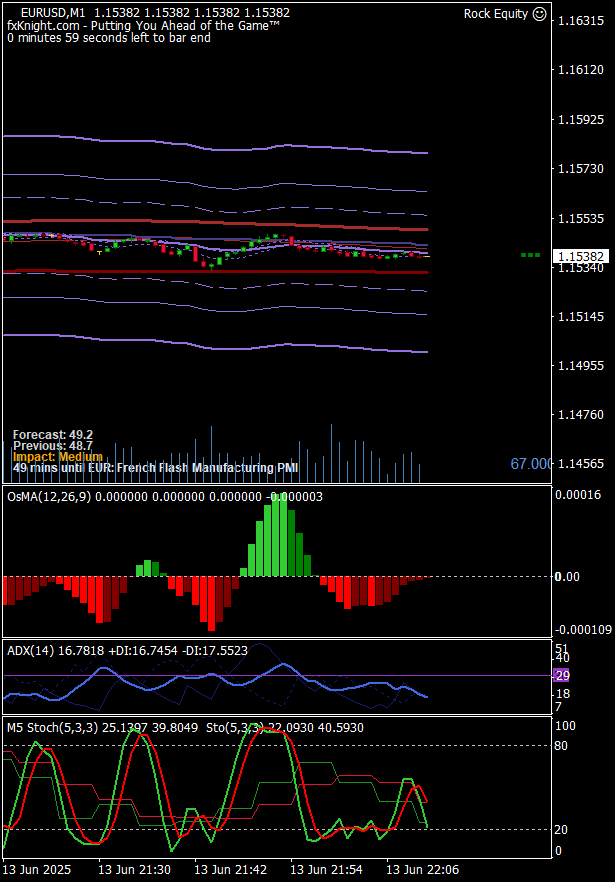 EURUSD,M1 1.15382 1.15382 1.15382 1.15382
Rock Equity
fxKnight.com - Putting You Ahead of the Game™
0 minutes 59 seconds left to bar end
1.16315
1.16120
1.15925
1.15730
1.15535
1.15382
1.15340
1.15145
1.14955
1.14760
1.14565
Forecast: 49.2
Previous: 48.7
Impact: Medium
49 mins until EUR: French Flash Manufacturing PMI
67.000
OsMA(12,26,9) 0.000000 0.000000 0.000000 -0.000003
0.00016
0.00
-0.000109
ADX(14) 16.7818 +DI:16.7454 -DI:17.5523
51
40
29
18
7
M5 Stoch(5,3,3) 25.1397 39.8049 Sto(5,3,3) 22.0930 40.5930
100
80
20
0
13 Jun 2025 13 Jun 21:30 13 Jun 21:42 13 Jun 21:54 13 Jun 22:06